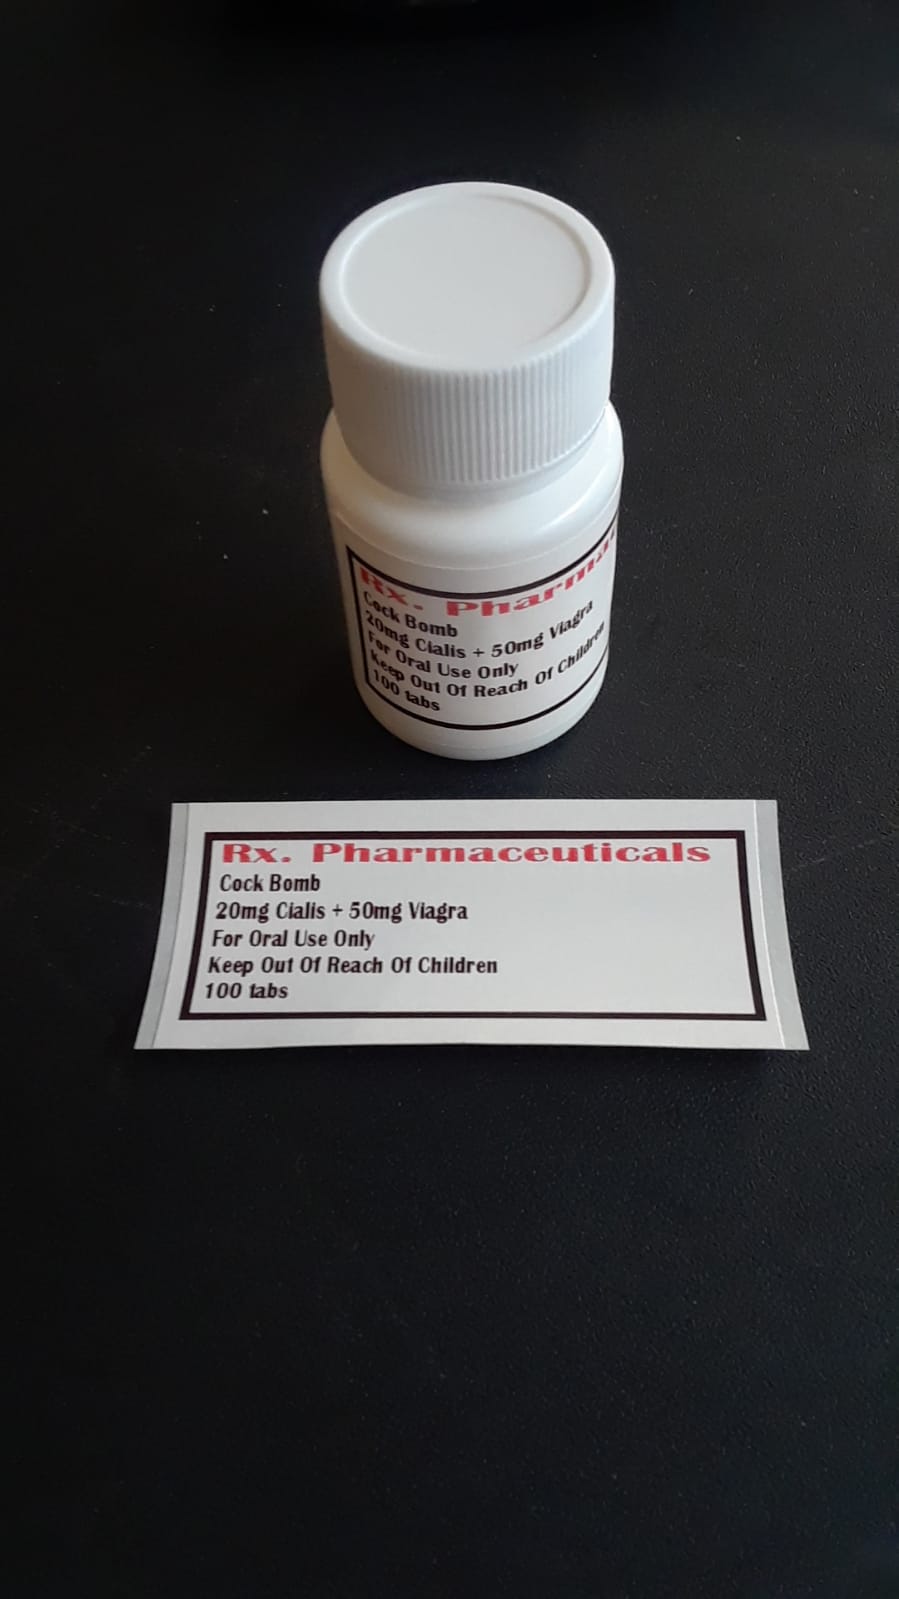 Rx. Pharmac
Cock Bomb
20mg Cialis + 50mg Viagra
For Oral Use Only
Keep Out Of Reach Of Children
100 tabs
Rx. Pharmaceuticals
Cock Bomb
20mg Cialis + 50mg Viagra
For Oral Use Only
Keep Out Of Reach Of Children
100 tabs